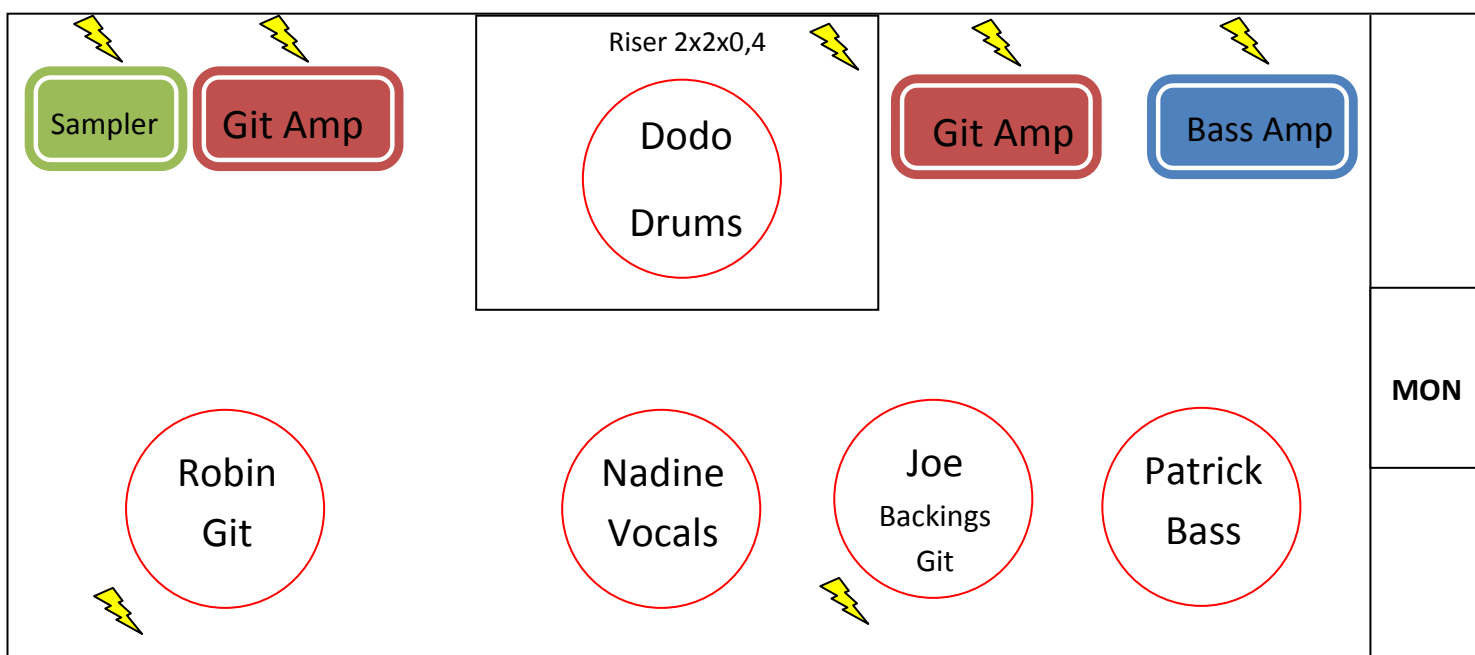 Riser 2x2x0,4
Sampler
Git Amp
Dodo
Drums
Git Amp
Bass Amp
MON
Robin
Git
Nadine
Vocals
Joe
Backings
Git
Patrick
Bass